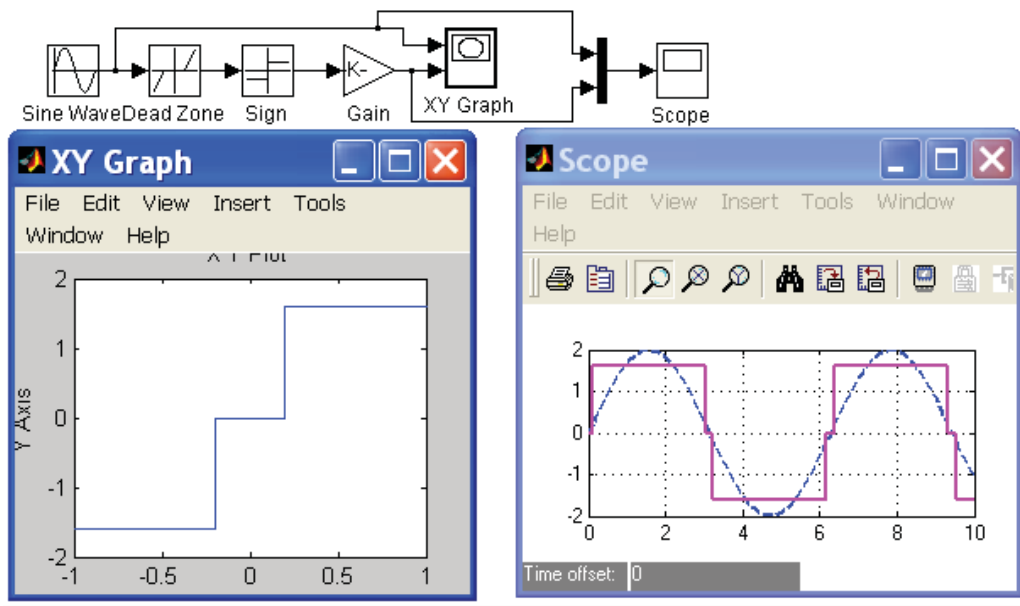 K-
Sine Wave Dead Zone Sign Gain XY Graph Scope
XY Graph
File Edit View Insert Tools
Window Help
X Y Plot
Y Axis
2
1
0
-1
-2
-1 -0.5 0 0.5 1
Scope
File Edit View Insert Tools Window
Help
2
1
0
-1
-2
0 2 4 6 8 10
Time offset: 0